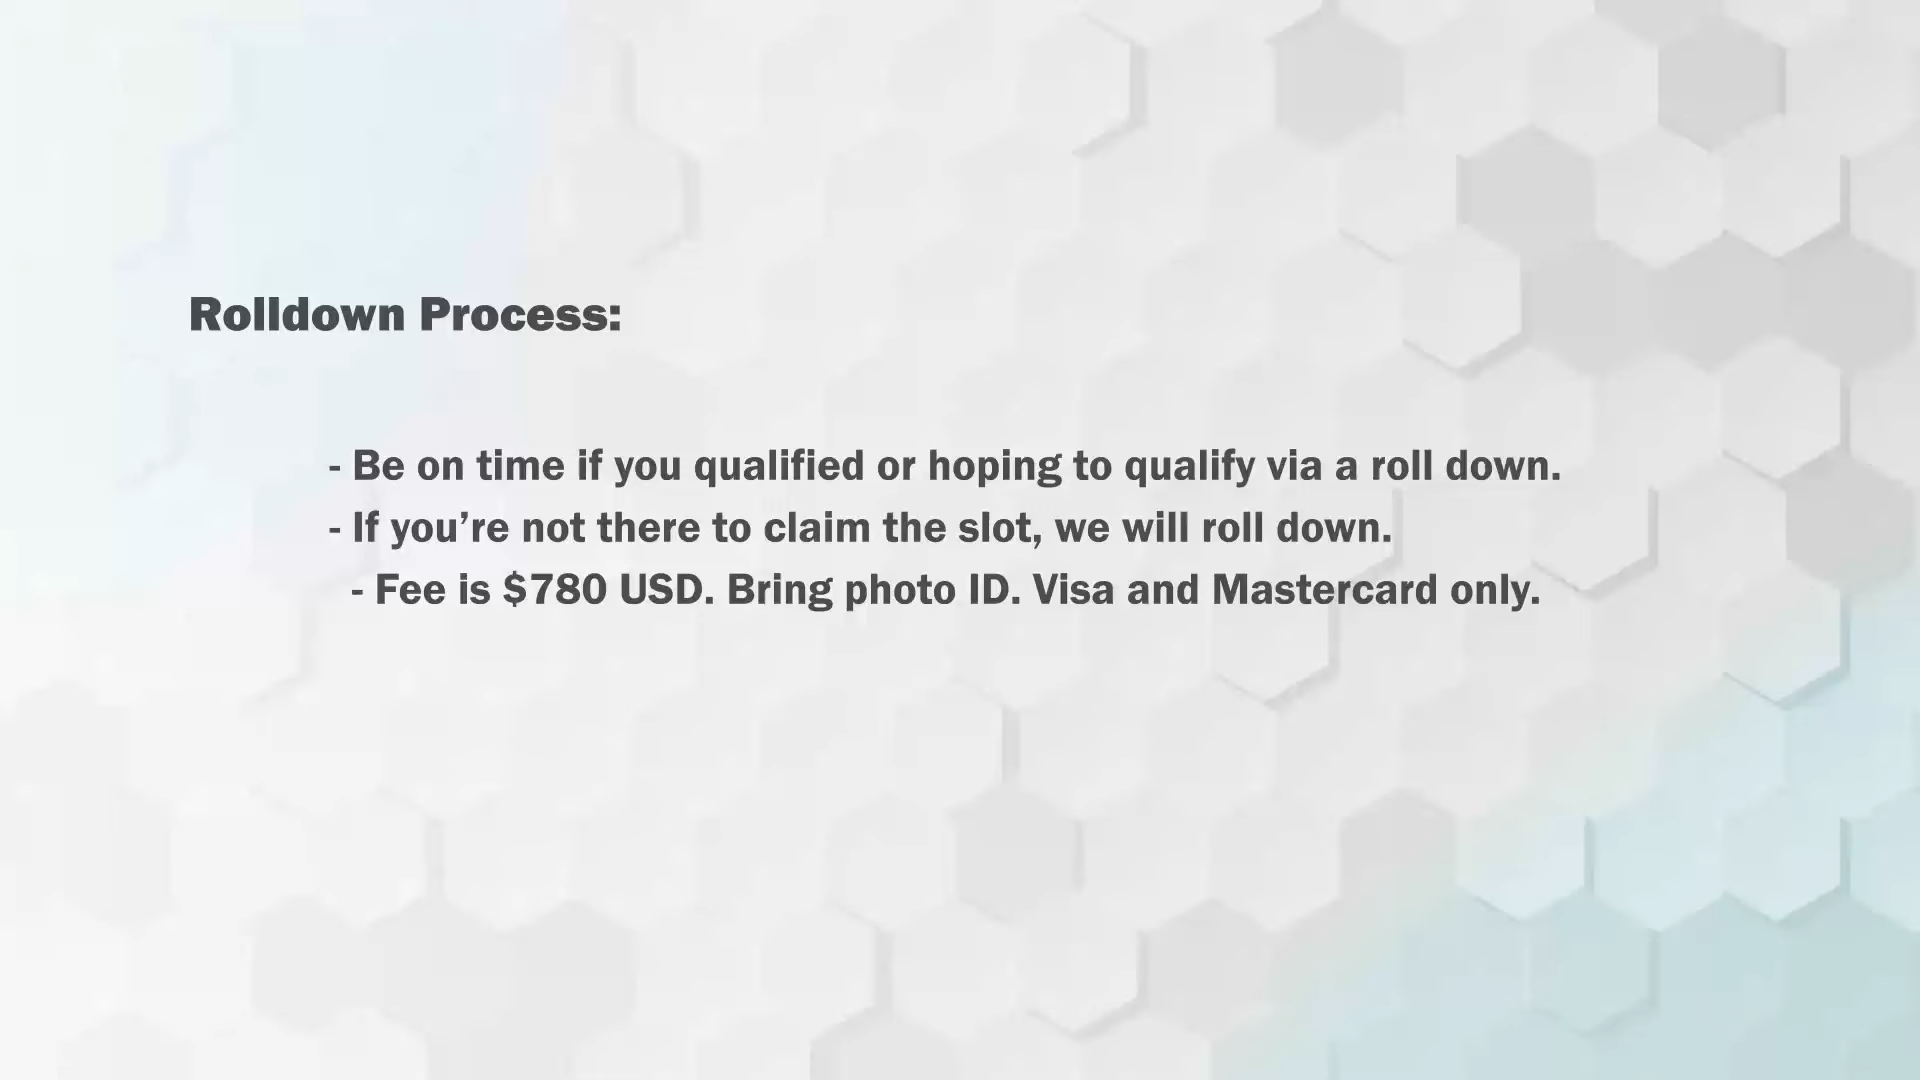 Rolldown Process:
- Be on time if you qualified or hoping to qualify via a roll down.
- If you’re not there to claim the slot, we will roll down.
- Fee is $780 USD. Bring photo ID. Visa and Mastercard only.